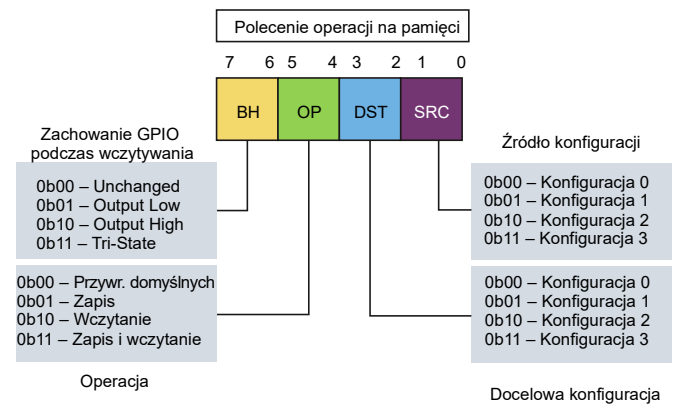 Polecenie operacji na pamięci
7 6 5 4 3 2 1 0
BH OP DST SRC
Zachowanie GPIO
podczas wczytywania
0b00 – Unchanged
0b01 – Output Low
0b10 – Output High
0b11 – Tri-State
0b00 – Przywr. domyślnych
0b01 – Zapis
0b10 – Wczytanie
0b11 – Zapis i wczytanie
Operacja
Źródło konfiguracji
0b00 – Konfiguracja 0
0b01 – Konfiguracja 1
0b10 – Konfiguracja 2
0b11 – Konfiguracja 3
0b00 – Konfiguracja 0
0b01 – Konfiguracja 1
0b10 – Konfiguracja 2
0b11 – Konfiguracja 3
Docelowa konfiguracja